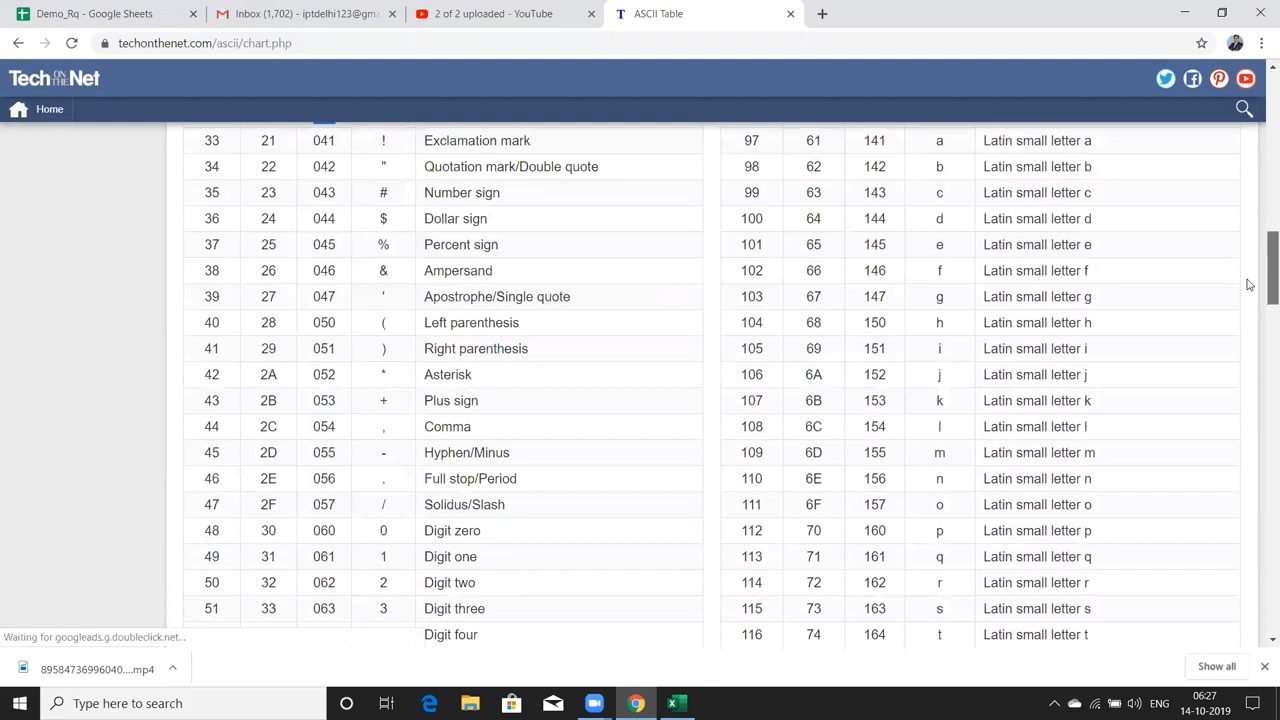 Demo_Rq - Google Sheets
Inbox (1,702) - iptdelhi123@gma
2 of 2 uploaded - YouTube
T ASCII Table
techonthenet.com/ascii/chart.php
Tech ON THE Net
Home
33 21 041 ! Exclamation mark 97 61 141 a Latin small letter a
34 22 042 " Quotation mark/Double quote 98 62 142 b Latin small letter b
35 23 043 # Number sign 99 63 143 c Latin small letter c
36 24 044 $ Dollar sign 100 64 144 d Latin small letter d
37 25 045 % Percent sign 101 65 145 e Latin small letter e
38 26 046 & Ampersand 102 66 146 f Latin small letter f
39 27 047 ' Apostrophe/Single quote 103 67 147 g Latin small letter g
40 28 050 ( Left parenthesis 104 68 150 h Latin small letter h
41 29 051 ) Right parenthesis 105 69 151 i Latin small letter i
42 2A 052 * Asterisk 106 6A 152 j Latin small letter j
43 2B 053 + Plus sign 107 6B 153 k Latin small letter k
44 2C 054 , Comma 108 6C 154 l Latin small letter l
45 2D 055 - Hyphen/Minus 109 6D 155 m Latin small letter m
46 2E 056 . Full stop/Period 110 6E 156 n Latin small letter n
47 2F 057 / Solidus/Slash 111 6F 157 o Latin small letter o
48 30 060 0 Digit zero 112 70 160 p Latin small letter p
49 31 061 1 Digit one 113 71 161 q Latin small letter q
50 32 062 2 Digit two 114 72 162 r Latin small letter r
51 33 063 3 Digit three 115 73 163 s Latin small letter s
Digit four 116 74 164 t Latin small letter t
Waiting for googleads.g.doubleclick.net...
89584736996040....mp4
Show all
Type here to search
ENG
06:27
14-10-2019